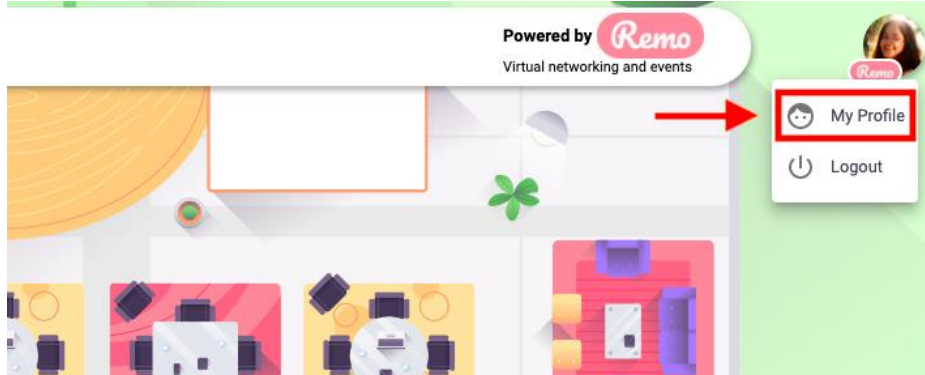 Powered by Remo
Virtual networking and events
Remo
My Profile
Logout